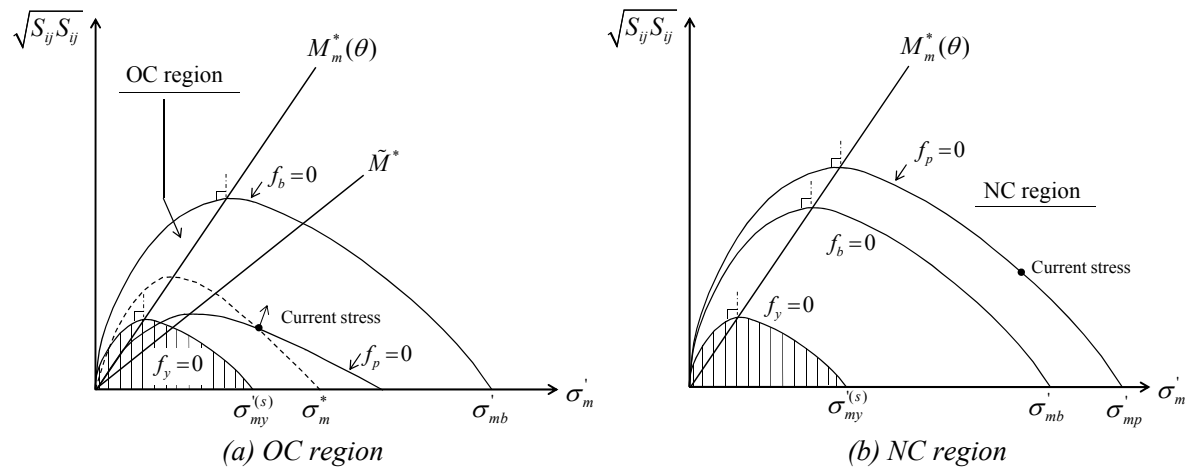 √S_ij S_ij
M*_m(θ)
OC region
M̃*
f_b=0
Current stress
f_y=0
f_p=0
σ'_my^(s)
σ*_m
σ'_mb
σ'_m
(a) OC region
√S_ij S_ij
M*_m(θ)
f_p=0
NC region
f_b=0
Current stress
f_y=0
σ'_my^(s)
σ'_mb
σ'_mp
σ'_m
(b) NC region